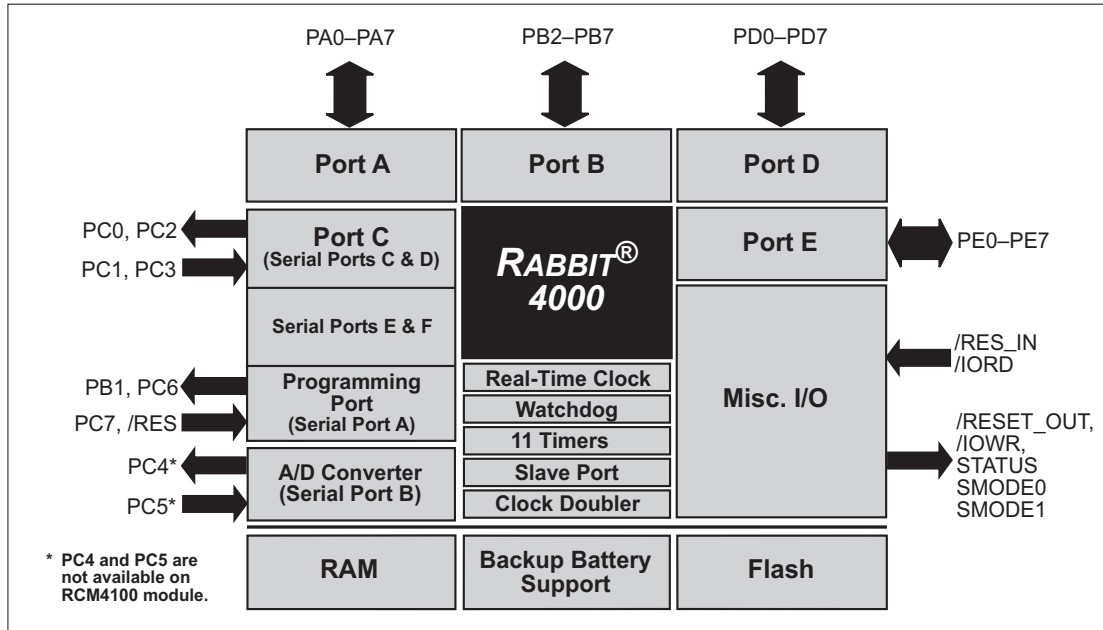 PA0–PA7
PB2–PB7
PD0–PD7
Port A
Port B
Port D
PC0, PC2
PC1, PC3
Port C
(Serial Ports C & D)
Serial Ports E & F
PB1, PC6
PC7, /RES
Programming
Port
(Serial Port A)
PC4*
PC5*
A/D Converter
(Serial Port B)
RABBIT®
4000
Real-Time Clock
Watchdog
11 Timers
Slave Port
Clock Doubler
Port E
PE0–PE7
Misc. I/O
/RES_IN
/IORD
/RESET_OUT,
/IOWR,
STATUS
SMODE0
SMODE1
* PC4 and PC5 are
not available on
RCM4100 module.
RAM
Backup Battery
Support
Flash